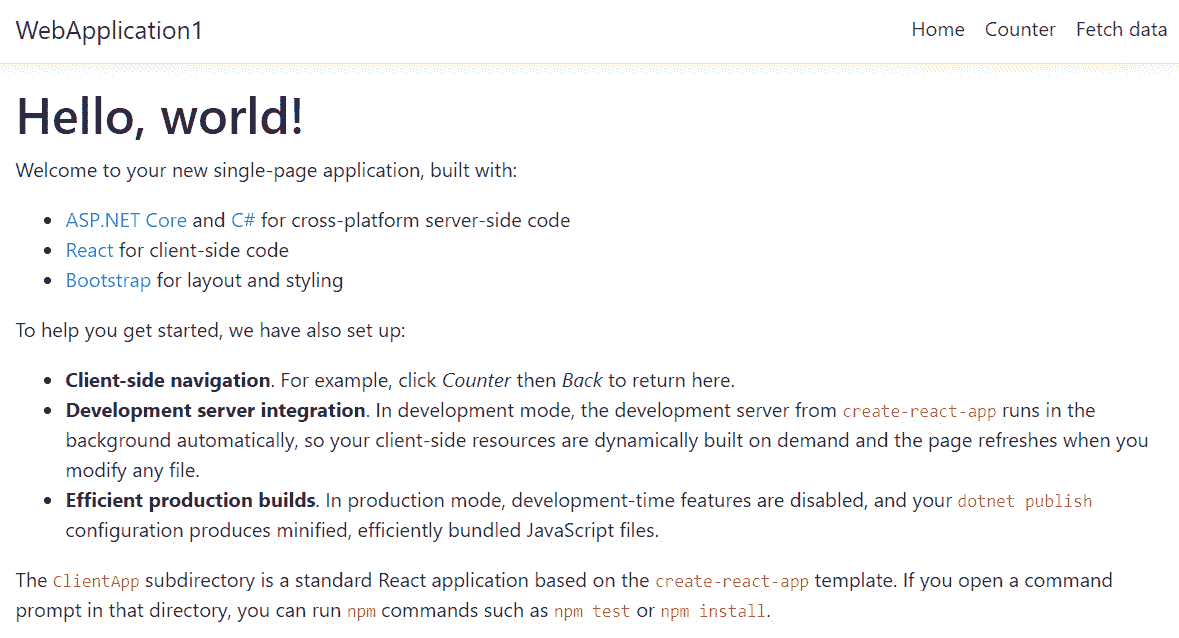 WebApplication1
Home Counter Fetch data
Hello, world!
Welcome to your new single-page application, built with:
• ASP.NET Core and C# for cross-platform server-side code
• React for client-side code
• Bootstrap for layout and styling
To help you get started, we have also set up:
• Client-side navigation. For example, click Counter then Back to return here.
• Development server integration. In development mode, the development server from create-react-app runs in the
background automatically, so your client-side resources are dynamically built on demand and the page refreshes when you
modify any file.
• Efficient production builds. In production mode, development-time features are disabled, and your dotnet publish
configuration produces minified, efficiently bundled JavaScript files.
The ClientApp subdirectory is a standard React application based on the create-react-app template. If you open a command
prompt in that directory, you can run npm commands such as npm test or npm install.